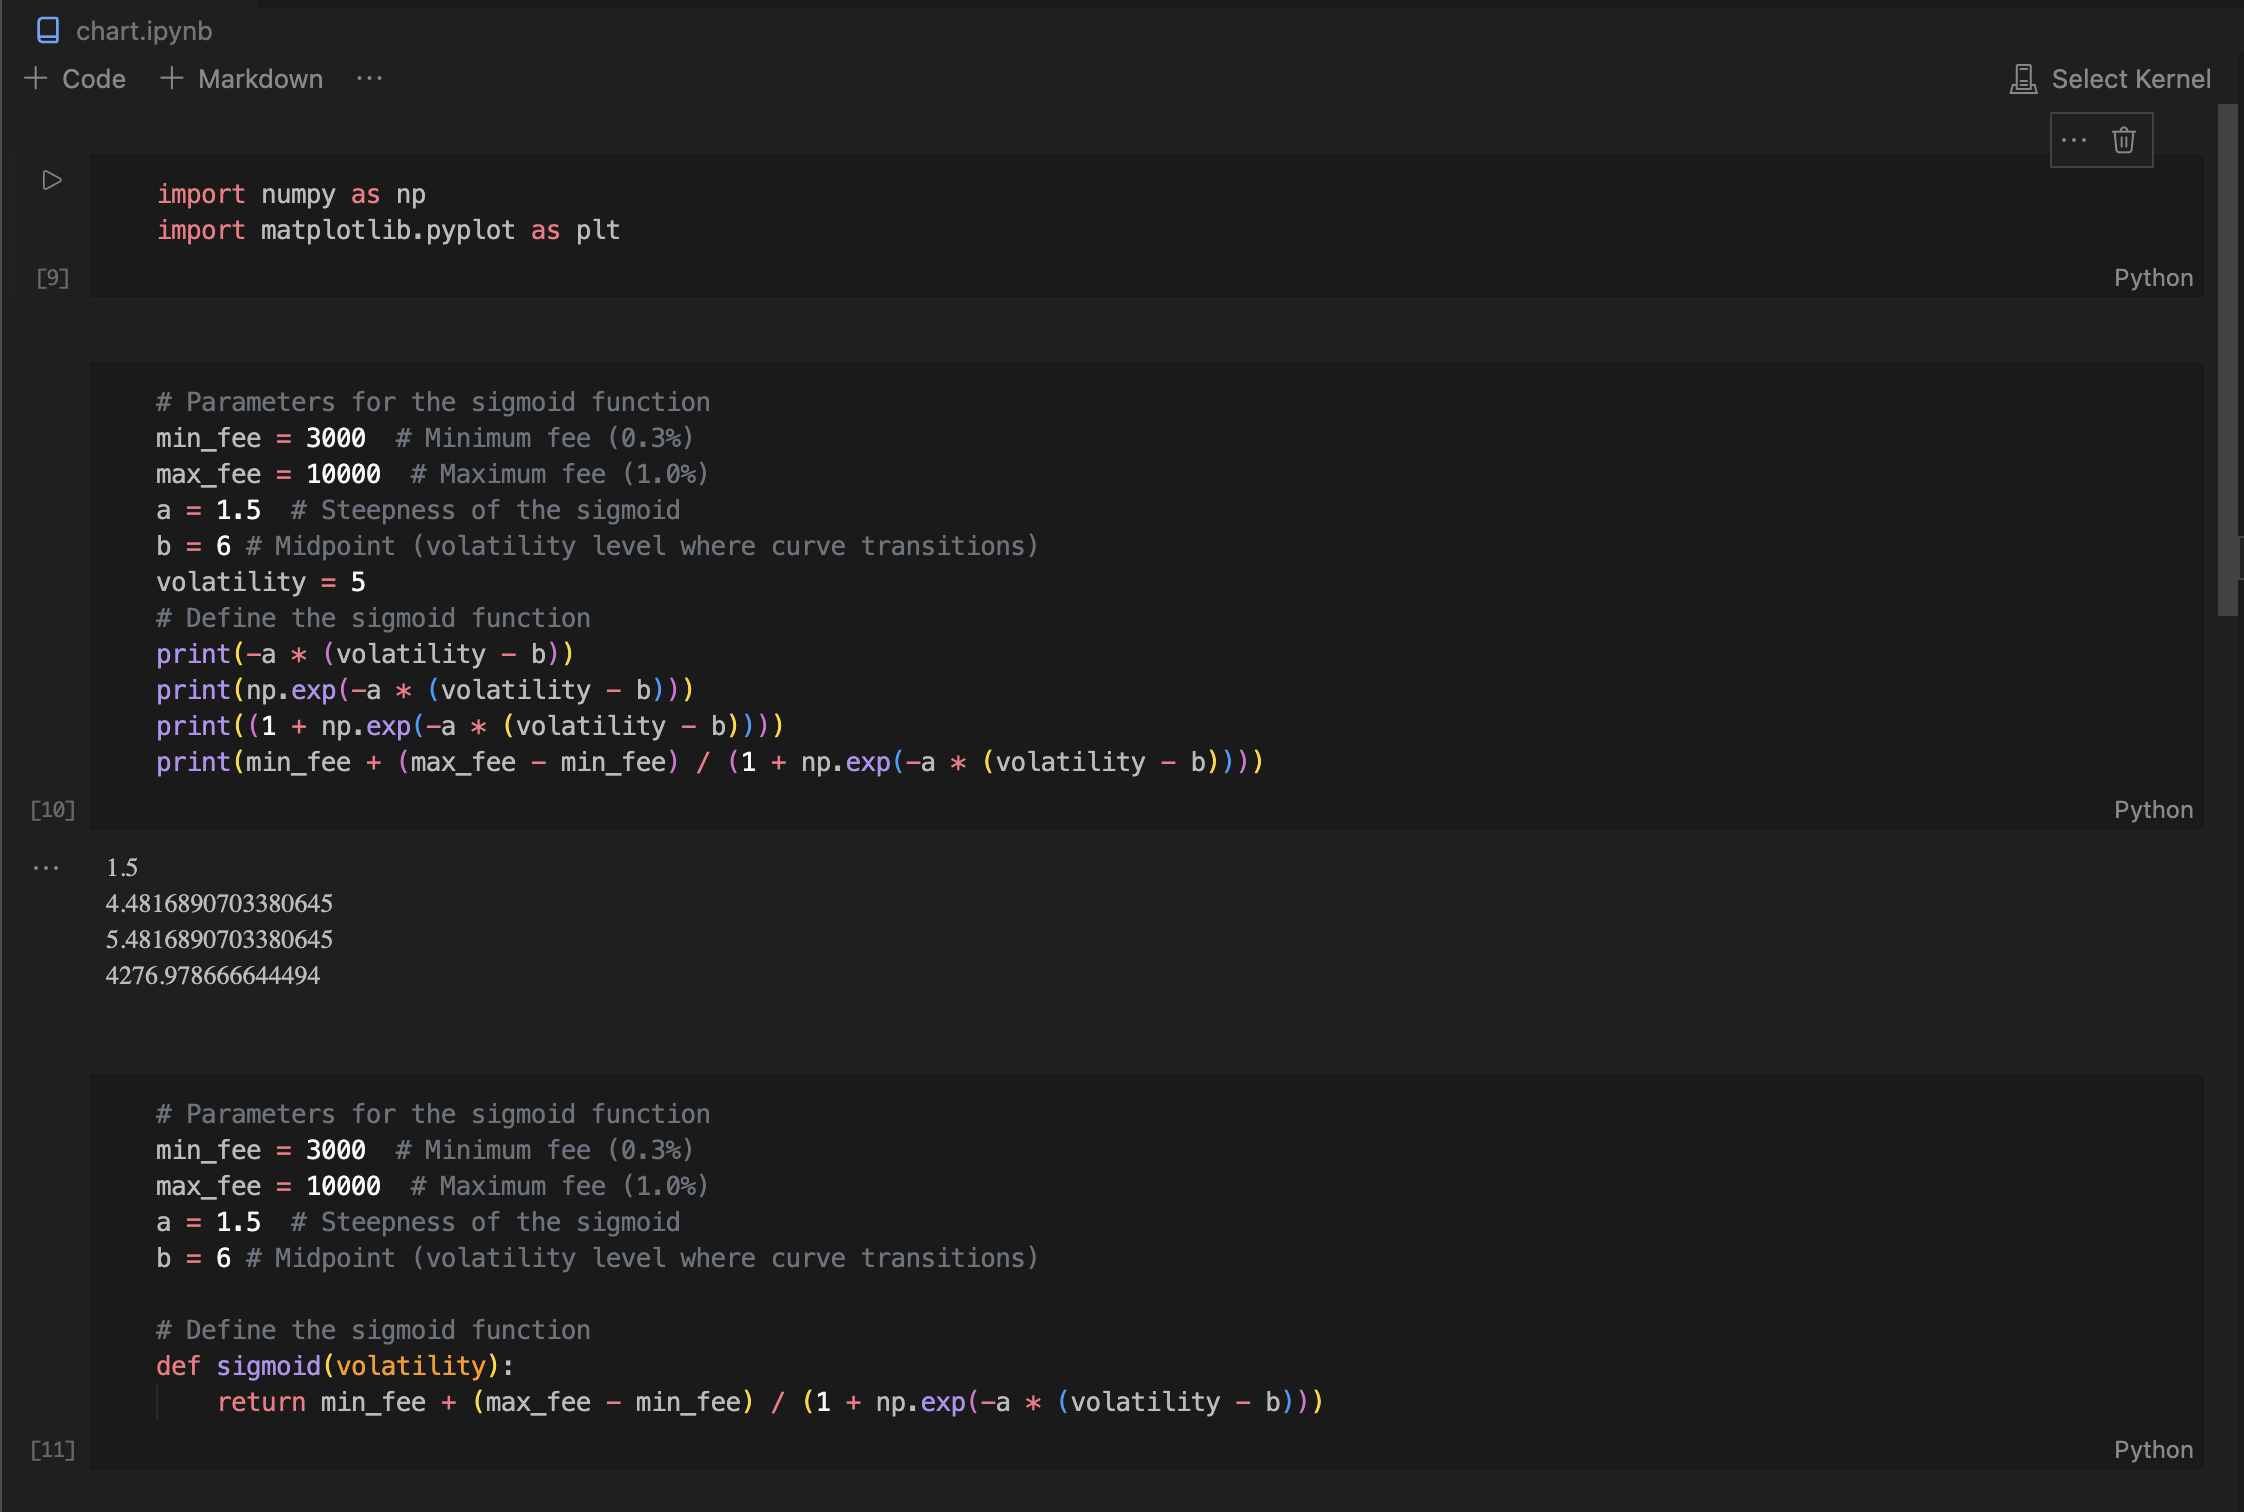 chart.ipynb
+ Code + Markdown ···
Select Kernel
···
import numpy as np
import matplotlib.pyplot as plt
[9]
Python
# Parameters for the sigmoid function
min_fee = 3000  # Minimum fee (0.3%)
max_fee = 10000  # Maximum fee (1.0%)
a = 1.5  # Steepness of the sigmoid
b = 6 # Midpoint (volatility level where curve transitions)
volatility = 5
# Define the sigmoid function
print(-a * (volatility - b))
print(np.exp(-a * (volatility - b)))
print((1 + np.exp(-a * (volatility - b))))
print(min_fee + (max_fee - min_fee) / (1 + np.exp(-a * (volatility - b))))
[10]
Python
···
1.5
4.4816890703380645
5.4816890703380645
4276.978666644494
# Parameters for the sigmoid function
min_fee = 3000  # Minimum fee (0.3%)
max_fee = 10000  # Maximum fee (1.0%)
a = 1.5  # Steepness of the sigmoid
b = 6 # Midpoint (volatility level where curve transitions)
# Define the sigmoid function
def sigmoid(volatility):
    return min_fee + (max_fee - min_fee) / (1 + np.exp(-a * (volatility - b)))
[11]
Python